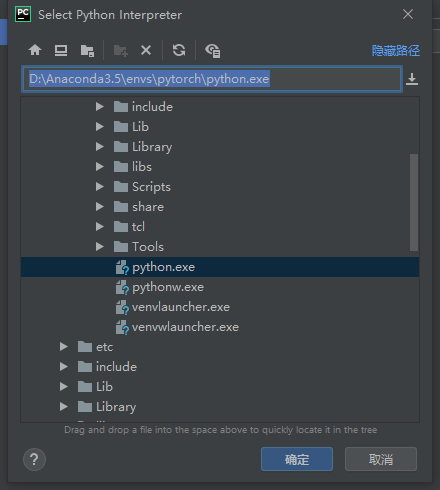 PC
Select Python Interpreter
隐藏路径
D:\Anaconda3.5\envs\pytorch\python.exe
include
Lib
Library
libs
Scripts
share
tcl
Tools
python.exe
pythonw.exe
venvlauncher.exe
venvwlauncher.exe
etc
include
Lib
Library
Drag and drop a file into the space above to quickly locate it in the tree
?
确定
取消